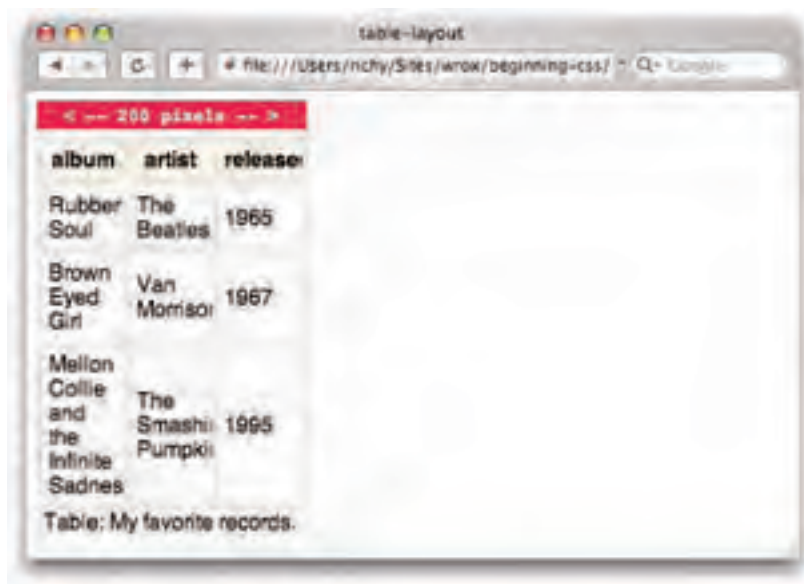 table-layout
file:///Users/richy/Sites/wrox/beginning-css/
< -- 200 pixels -- >
album artist release
Rubber The
Soul Beatles 1965
Brown
Eyed Van
Girl Morrison 1967
Mellon
Collie
and The
the Smashi 1995
Infinite Pumpki
Sadnes
Table: My favorite records.